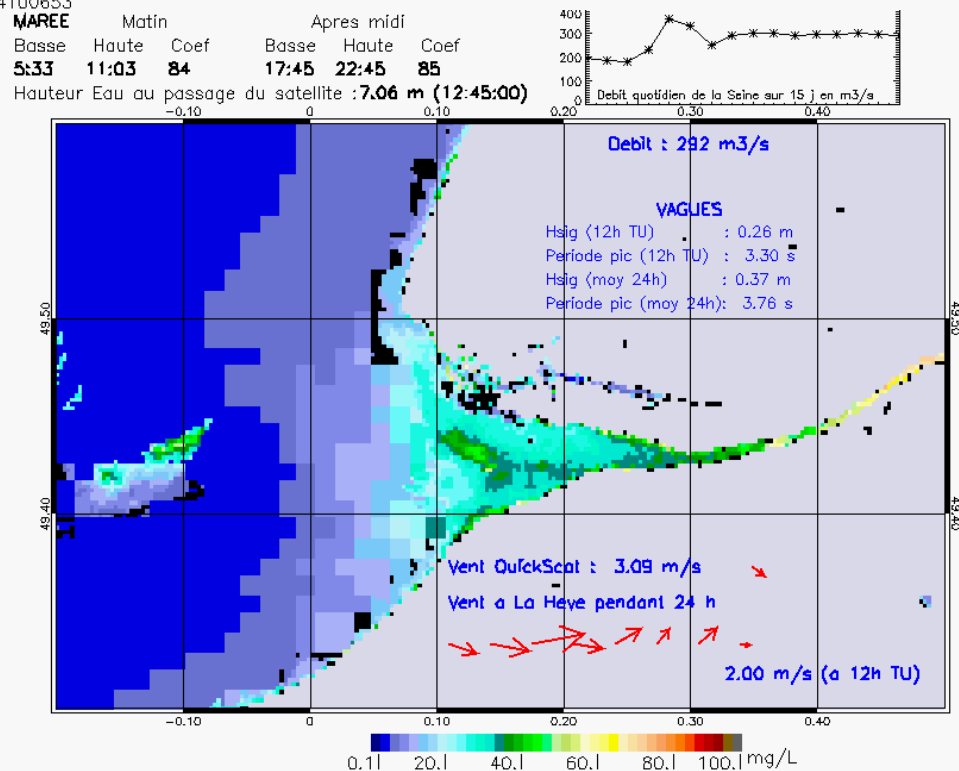 4100653
MAREE Matin Apres midi
Basse Haute Coef Basse Haute Coef
5:33 11:03 84 17:45 22:45 85
Hauteur Eau au passage du satellite : 7.06 m (12:45:00)
400
300
200
100
0
Debit quotidien de la Seine sur 15 j en m3/s
-0.10 0 0.10 0.20 0.30 0.40
Debit : 292 m3/s
VAGUES
Hsig (12h TU) : 0.26 m
Periode pic (12h TU) : 3.30 s
Hsig (moy 24h) : 0.37 m
Periode pic (moy 24h): 3.76 s
49.50 49.50
49.40 49.40
Vent QuickScat : 3.09 m/s
Vent a La Heve pendant 24 h
2.00 m/s (a 12h TU)
-0.10 0 0.10 0.20 0.30 0.40
0.1 20. 40. 60. 80. 100. mg/L